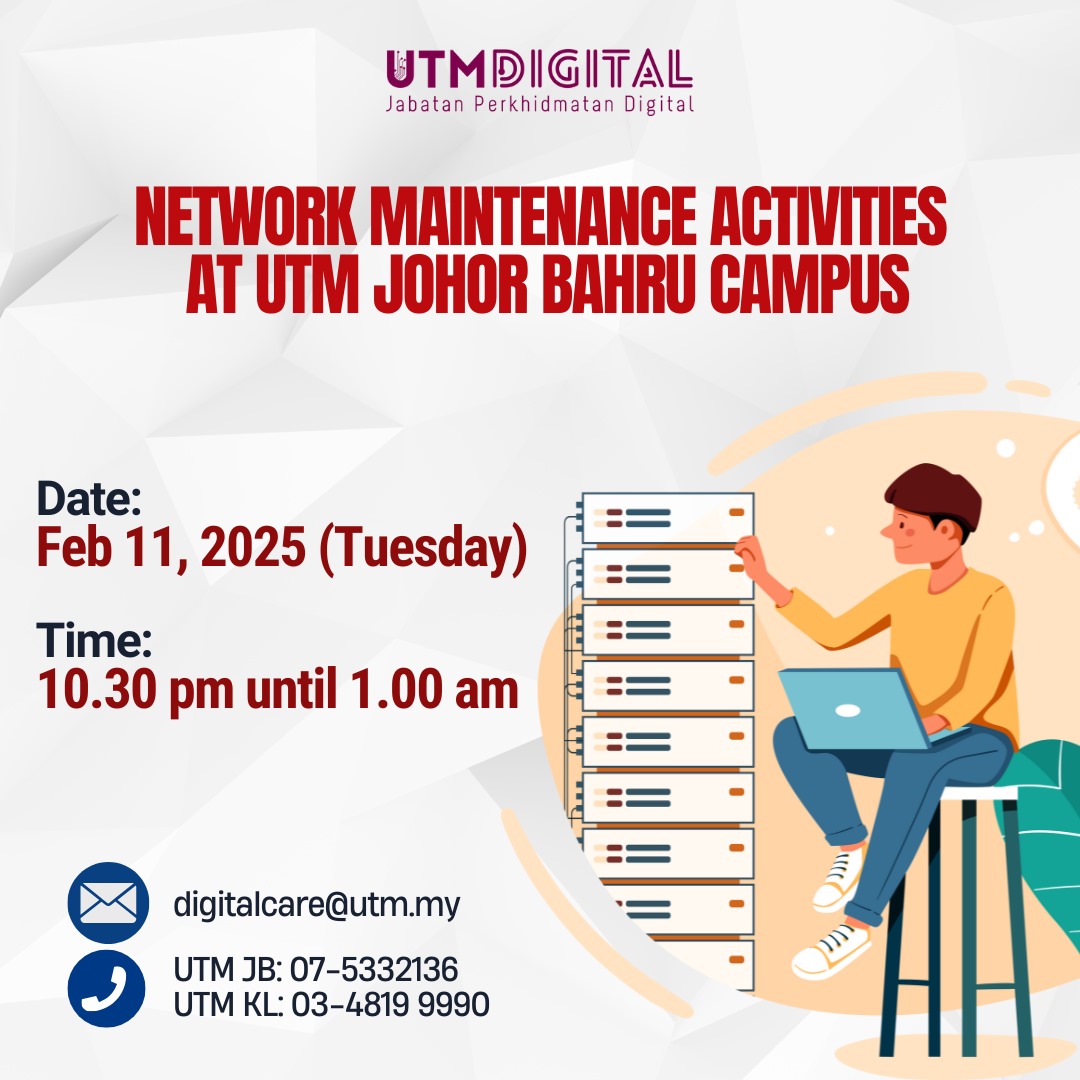 UTMDIGITAL
Jabatan Perkhidmatan Digital
NETWORK MAINTENANCE ACTIVITIES
AT UTM JOHOR BAHRU CAMPUS
Date:
Feb 11, 2025 (Tuesday)
Time:
10.30 pm until 1.00 am
digitalcare@utm.my
UTM JB: 07-5332136
UTM KL: 03-4819 9990